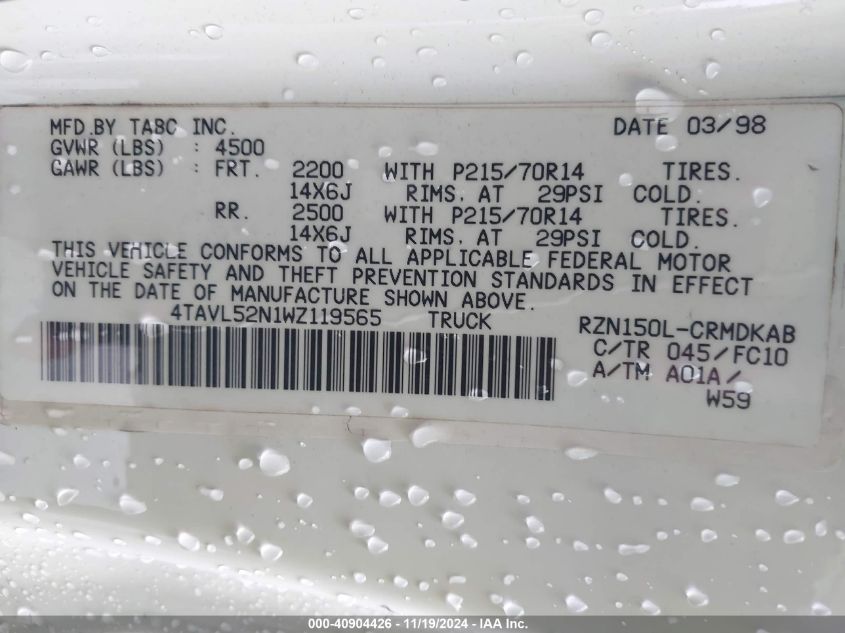 MFD.BY TABC INC. DATE 03/98
GVWR (LBS) : 4500
GAWR (LBS) : FRT. 2200 WITH P215/70R14 TIRES.
14X6J RIMS. AT 29PSI COLD.
RR. 2500 WITH P215/70R14 TIRES.
14X6J RIMS. AT 29PSI COLD.
THIS VEHICLE CONFORMS TO ALL APPLICABLE FEDERAL MOTOR
VEHICLE SAFETY AND THEFT PREVENTION STANDARDS IN EFFECT
ON THE DATE OF MANUFACTURE SHOWN ABOVE.
4TAVL52N1WZ119565 TRUCK RZN150L-CRMDKAB
C/TR 045/FC10
A/TM A01A/
W59
000-40904426 - 11/19/2024 - IAA Inc.